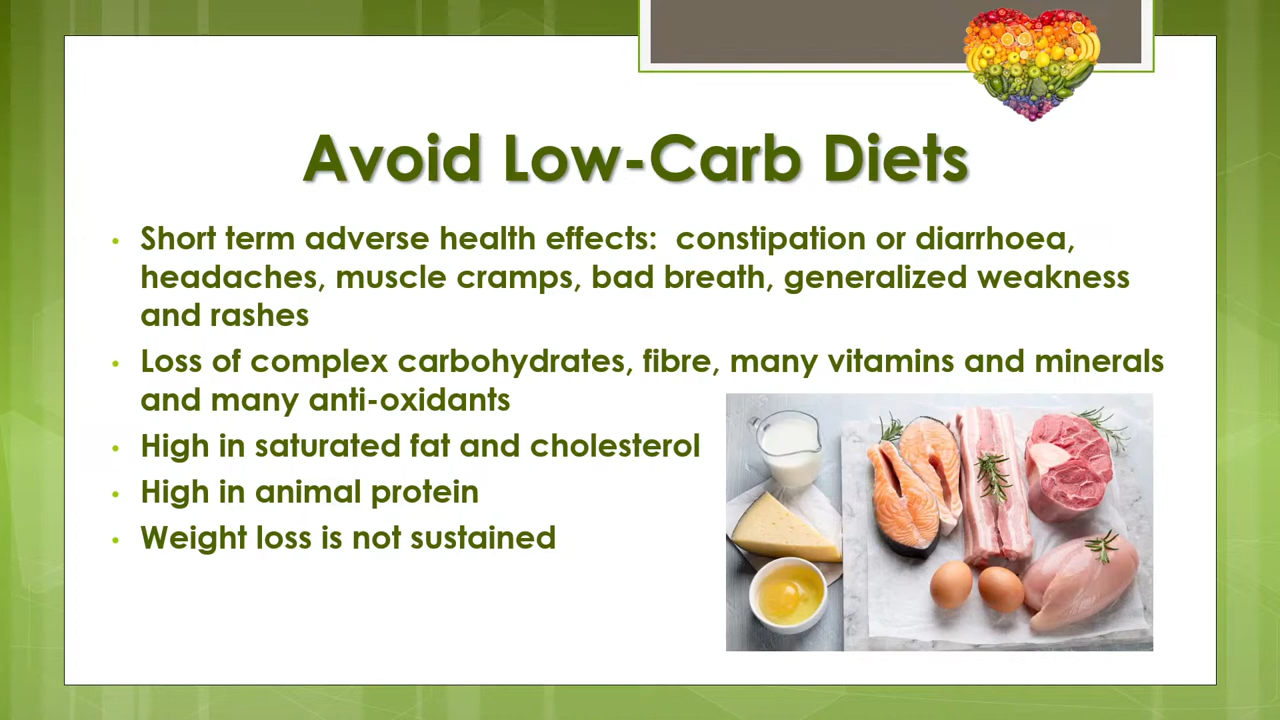 Avoid Low-Carb Diets
• Short term adverse health effects:  constipation or diarrhoea,
headaches, muscle cramps, bad breath, generalized weakness
and rashes
• Loss of complex carbohydrates, fibre, many vitamins and minerals
and many anti-oxidants
• High in saturated fat and cholesterol
• High in animal protein
• Weight loss is not sustained